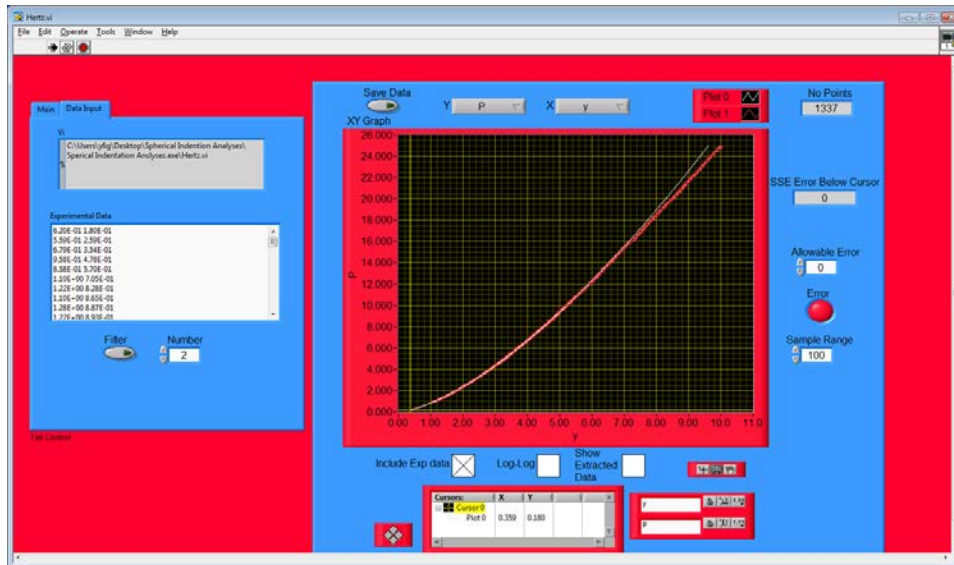 Hertz.vi
File Edit Operate Tools Window Help
Main Data Input
Vi
C:\Users\yfig\Desktop\Spherical Indention Analyses\
Sperical Indentation Anslyses.exe\Hertz.vi
Experimental Data
6.20E-01 1.80E-01
5.59E-01 2.59E-01
6.79E-01 3.54E-01
9.58E-01 4.78E-01
8.58E-01 5.70E-01
1.19E+00 7.05E-01
1.22E+00 8.28E-01
1.10E+00 8.65E-01
1.28E+00 8.87E-01
1.27E+00 8.93E-01
Filter Number
2
Tab Control
Save Data
Y P X y
Plot 0
Plot 1
No Points
1337
XY Graph
26.000
24.000
22.000
20.000
18.000
16.000
14.000
12.000
10.000
8.000
6.000
4.000
2.000
0.000
P
0.00 1.00 2.00 3.00 4.00 5.00 6.00 7.00 8.00 9.00 10.0 11.0
Y
SSE Error Below Cursor
0
Allowable Error
0
Error
Sample Range
100
Include Exp data Log-Log Show
Extracted
Data
Cursors: X Y
Cursor 0
Plot 0 0.359 0.180
y
P